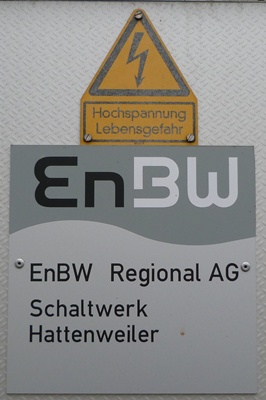 Hochspannung
Lebensgefahr
EnBW
EnBW Regional AG
Schaltwerk
Hattenweiler